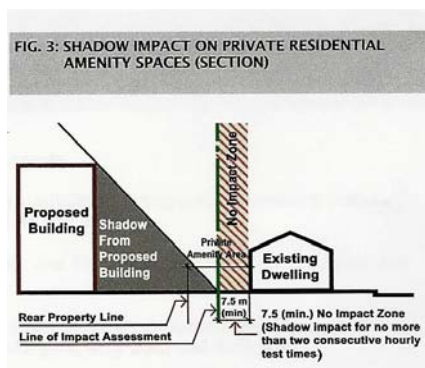 FIG. 3: SHADOW IMPACT ON PRIVATE RESIDENTIAL
AMENITY SPACES (SECTION)
No Impact Zone
Proposed
Building
Shadow
From
Proposed
Building
Private
Amenity Area
Existing
Dwelling
Rear Property Line
Line of Impact Assessment
7.5 m
(min)
7.5 (min.) No Impact Zone
(Shadow impact for no more
than two consecutive hourly
test times)